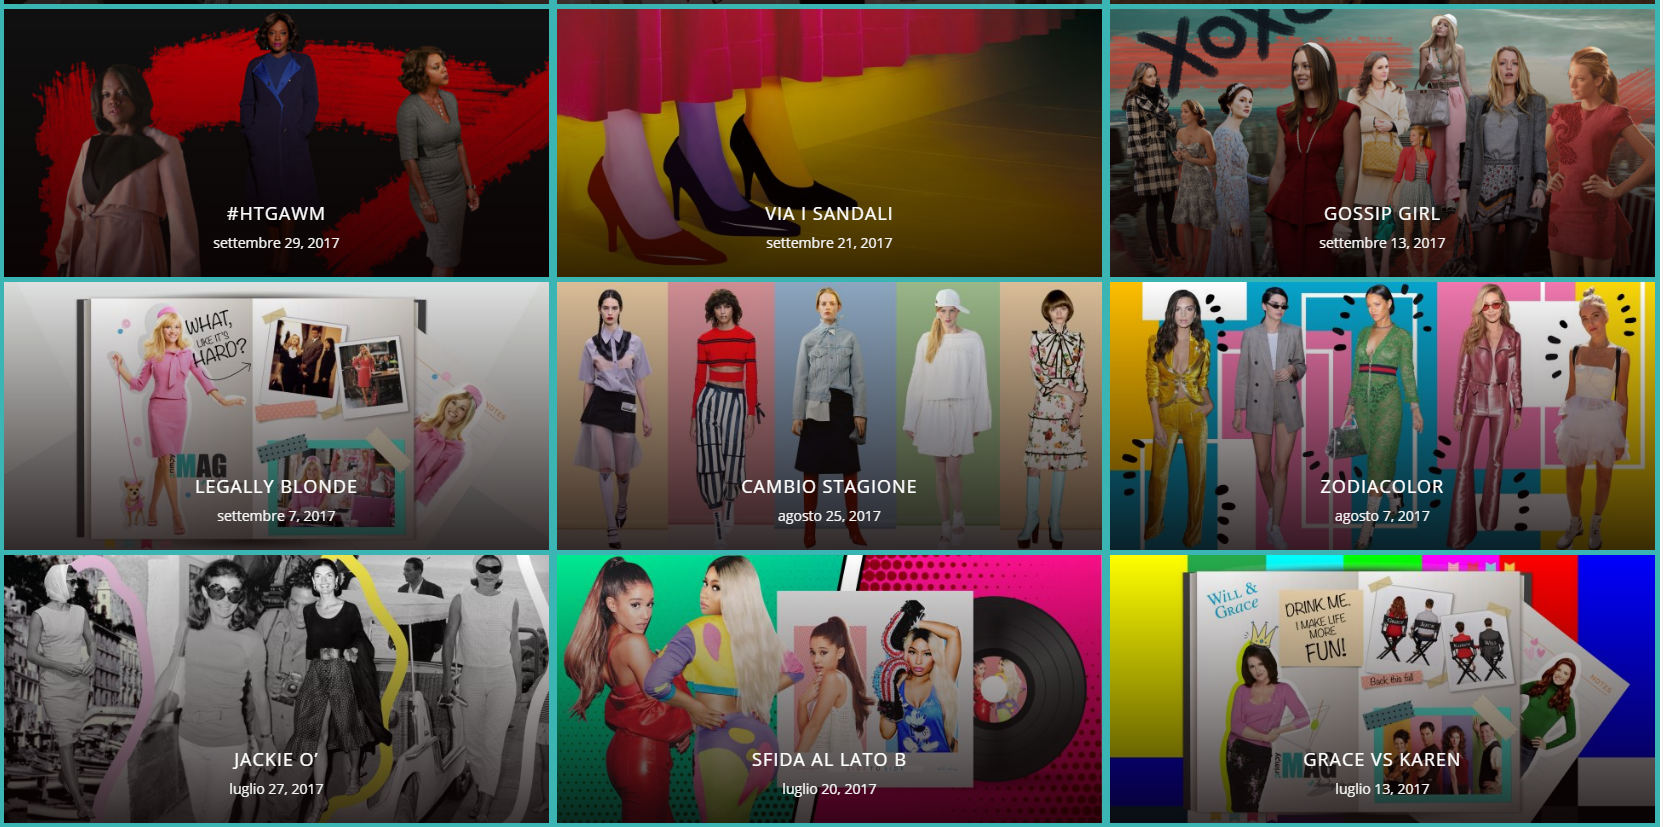 #HTGAWM
settembre 29, 2017
VIA I SANDALI
settembre 21, 2017
XOXO
GOSSIP GIRL
settembre 13, 2017
WHAT,
LIKE IT'S
HARD?
NOTES
MAG
LEGALLY BLONDE
settembre 7, 2017
CAMBIO STAGIONE
agosto 25, 2017
ZODIACOLOR
agosto 7, 2017
JACKIE O’
luglio 27, 2017
SFIDA AL LATO B
luglio 20, 2017
WILL &
GRACE
DRINK ME.
I MAKE LIFE
MORE
FUN!
Back this fall
NOTES
MAG
GRACE VS KAREN
luglio 13, 2017